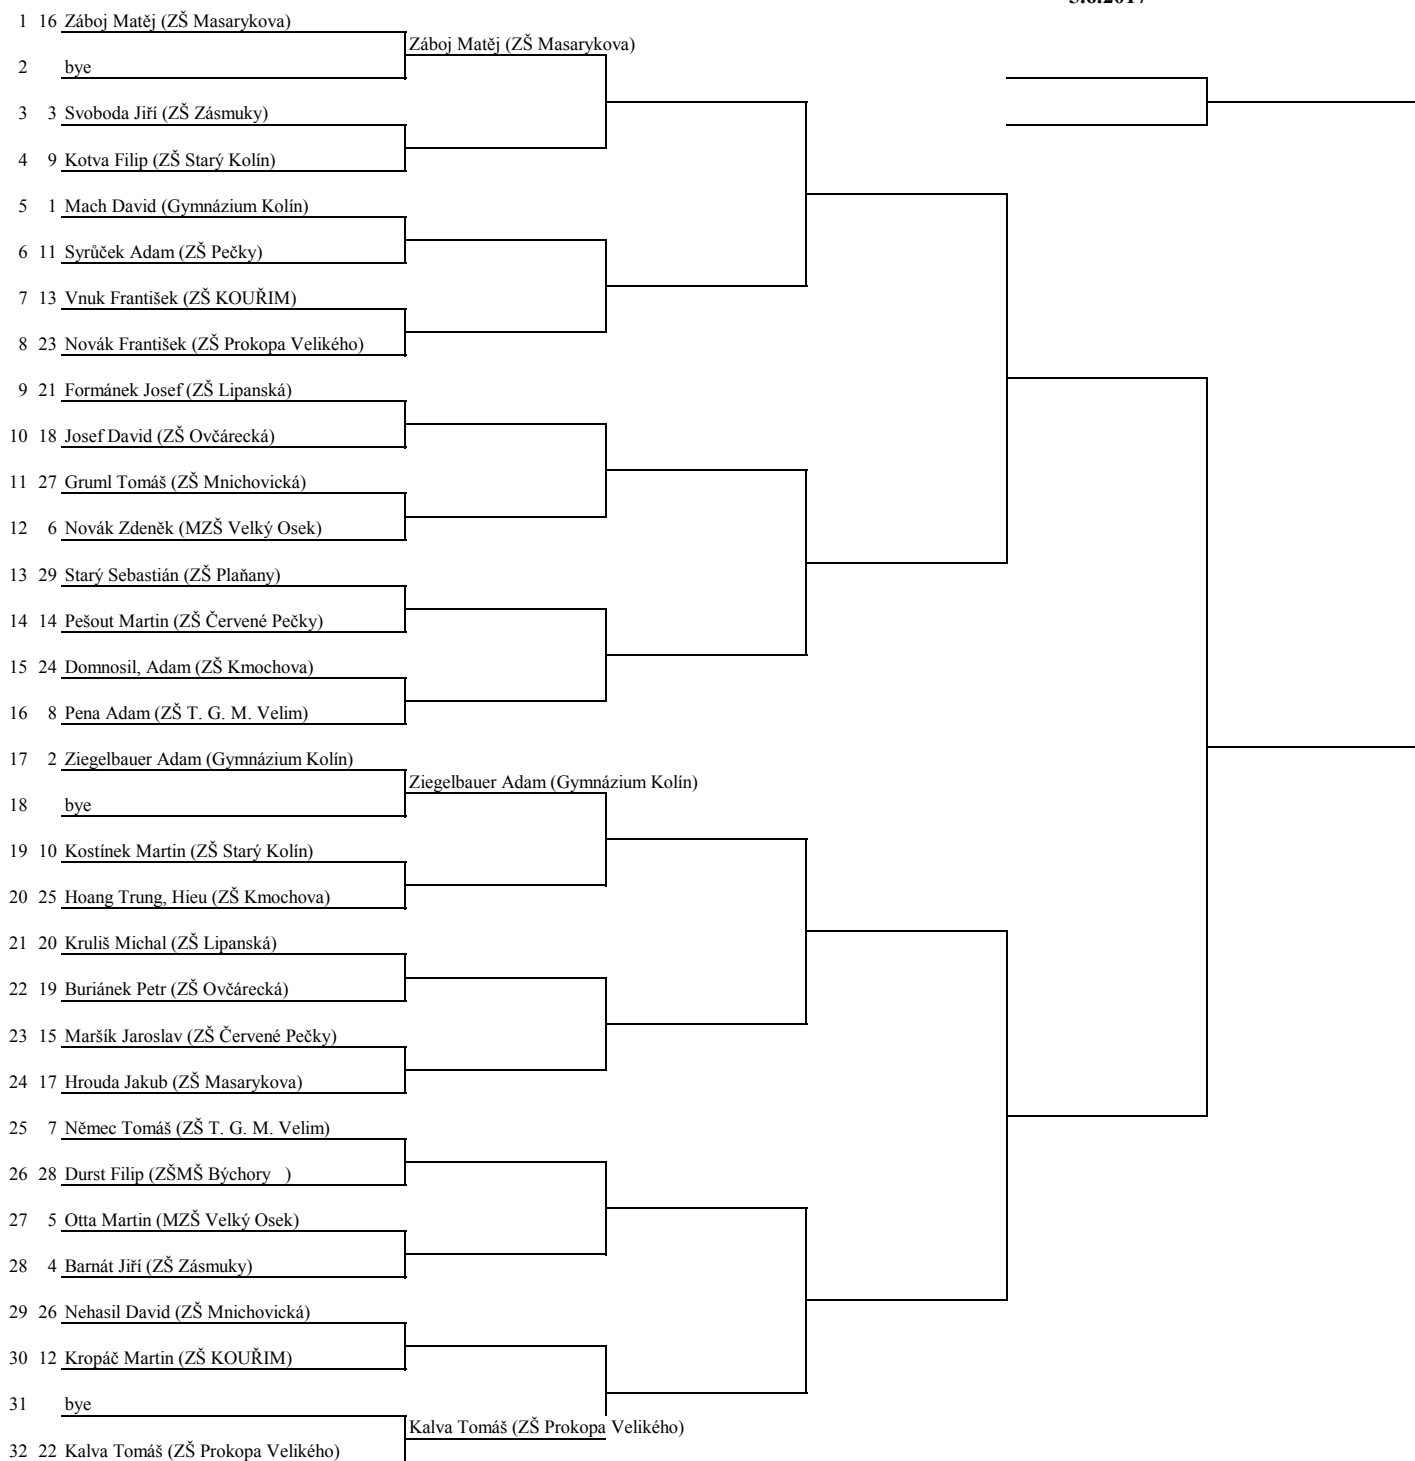 5.6.2017
1 16 Záboj Matěj (ZŠ Masarykova)
Záboj Matěj (ZŠ Masarykova)
2 bye
3 3 Svoboda Jiří (ZŠ Zásmuky)
4 9 Kotva Filip (ZŠ Starý Kolín)
5 1 Mach David (Gymnázium Kolín)
6 11 Syrůček Adam (ZŠ Pečky)
7 13 Vnuk František (ZŠ KOUŘIM)
8 23 Novák František (ZŠ Prokopa Velikého)
9 21 Formánek Josef (ZŠ Lipanská)
10 18 Josef David (ZŠ Ovčárecká)
11 27 Gruml Tomáš (ZŠ Mnichovická)
12 6 Novák Zdeněk (MZŠ Velký Osek)
13 29 Starý Sebastián (ZŠ Plaňany)
14 14 Pešout Martin (ZŠ Červené Pečky)
15 24 Domnosil, Adam (ZŠ Kmochova)
16 8 Pena Adam (ZŠ T. G. M. Velim)
17 2 Ziegelbauer Adam (Gymnázium Kolín)
Ziegelbauer Adam (Gymnázium Kolín)
18 bye
19 10 Kostínek Martin (ZŠ Starý Kolín)
20 25 Hoang Trung, Hieu (ZŠ Kmochova)
21 20 Kruliš Michal (ZŠ Lipanská)
22 19 Buriánek Petr (ZŠ Ovčárecká)
23 15 Maršík Jaroslav (ZŠ Červené Pečky)
24 17 Hrouda Jakub (ZŠ Masarykova)
25 7 Němec Tomáš (ZŠ T. G. M. Velim)
26 28 Durst Filip (ZŠMŠ Býchory )
27 5 Otta Martin (MZŠ Velký Osek)
28 4 Barnát Jiří (ZŠ Zásmuky)
29 26 Nehasil David (ZŠ Mnichovická)
30 12 Kropáč Martin (ZŠ KOUŘIM)
31 bye
Kalva Tomáš (ZŠ Prokopa Velikého)
32 22 Kalva Tomáš (ZŠ Prokopa Velikého)